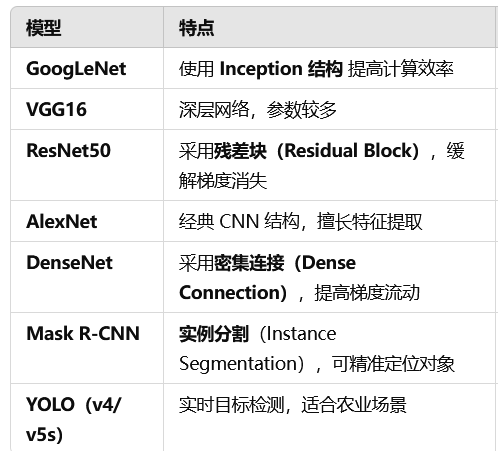 模型 特点
GoogLeNet 使用 Inception 结构 提高计算效率
VGG16 深层网络，参数较多
ResNet50 采用残差块（Residual Block），缓
解梯度消失
AlexNet 经典 CNN 结构，擅长特征提取
DenseNet 采用密集连接（Dense
Connection），提高梯度流动
Mask R-CNN 实例分割（Instance
Segmentation），可精准定位对象
YOLO（v4/ 实时目标检测，适合农业场景
v5s）